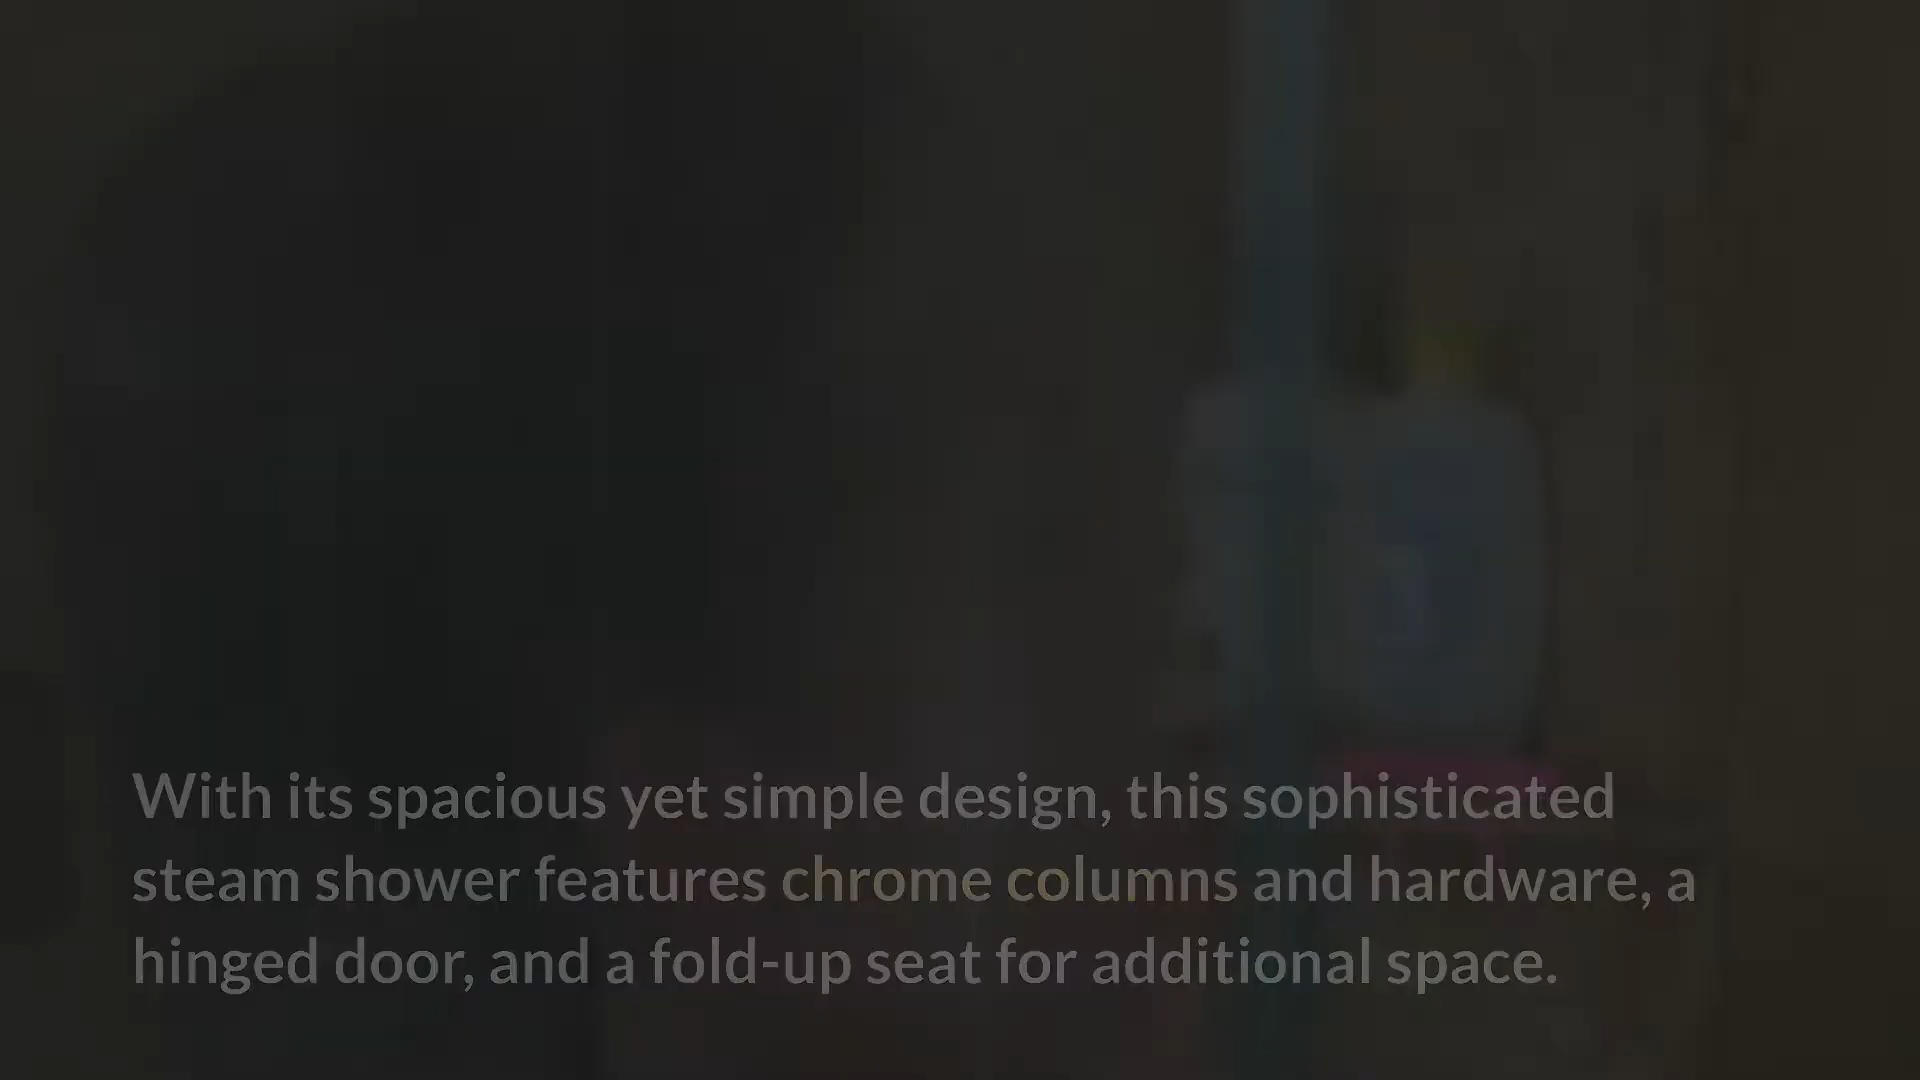 With its spacious yet simple design, this sophisticated
steam shower features chrome columns and hardware, a
hinged door, and a fold-up seat for additional space.